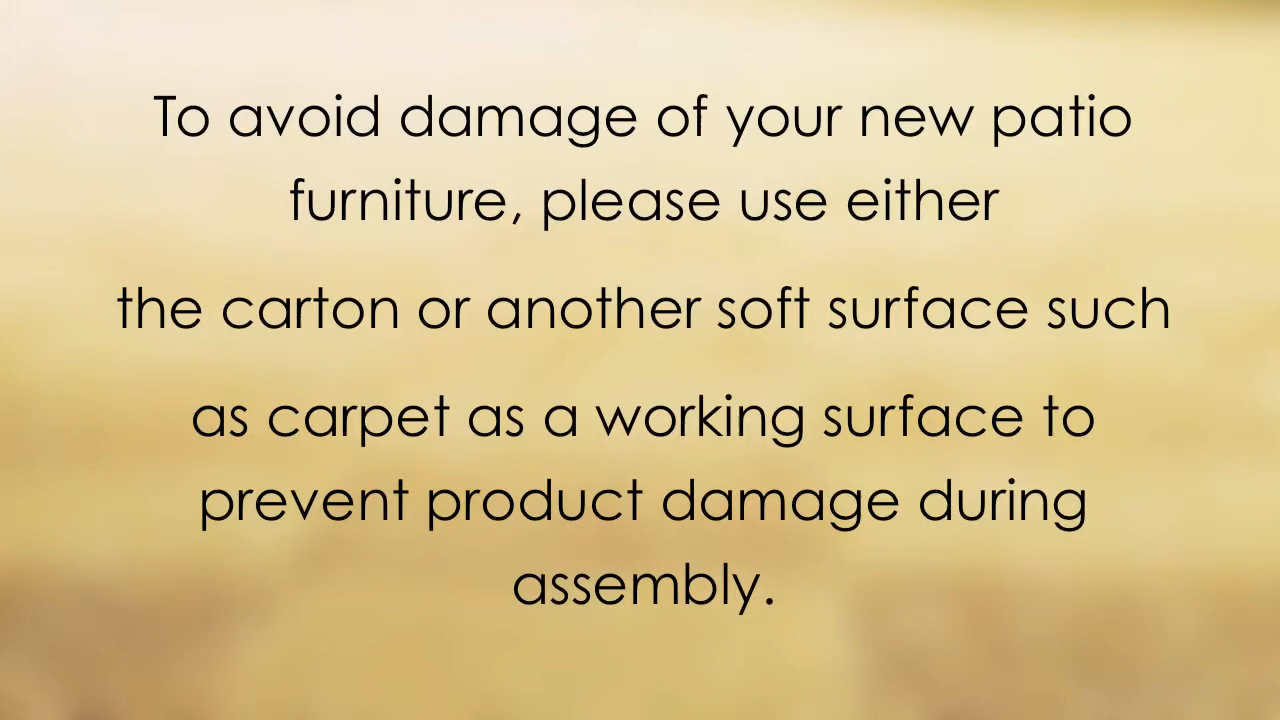 To avoid damage of your new patio
furniture, please use either
the carton or another soft surface such
as carpet as a working surface to
prevent product damage during
assembly.